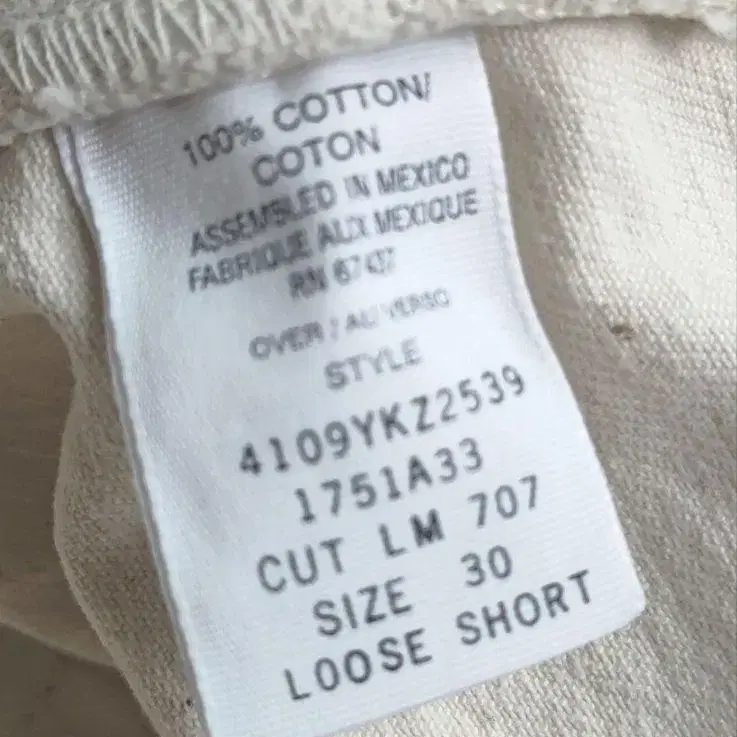 100% COTTON/
COTON
ASSEMBLED IN MEXICO
FABRIQUE AUX MEXIQUE
RN 67437
OVER / AU VERSO
STYLE
4109YKZ2539
1751A33
CUT LM 707
SIZE 30
LOOSE SHORT